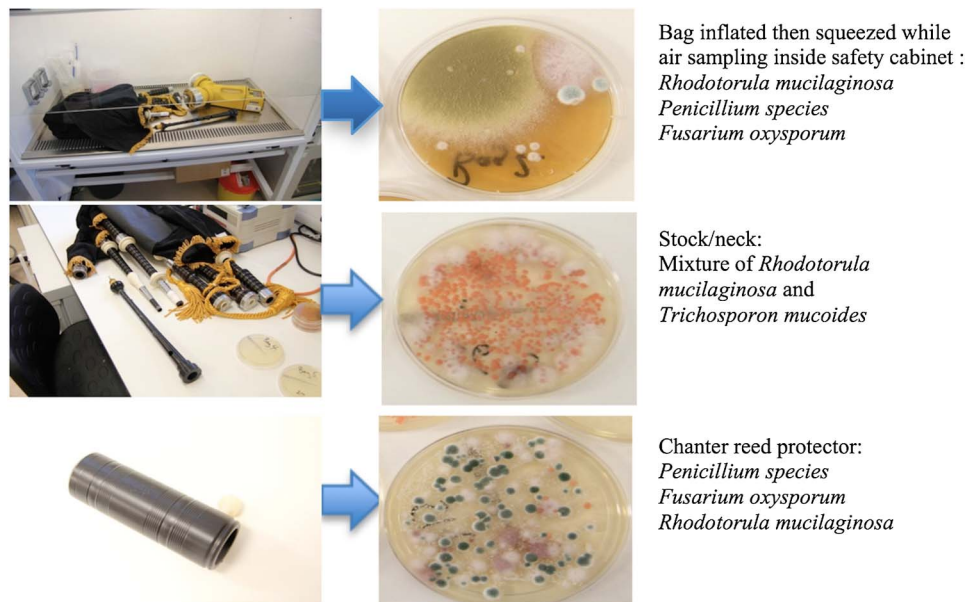 Bag inflated then squeezed while
air sampling inside safety cabinet :
Rhodotorula mucilaginosa
Penicillium species
Fusarium oxysporum
Stock/neck:
Mixture of Rhodotorula
mucilaginosa and
Trichosporon mucoides
Chanter reed protector:
Penicillium species
Fusarium oxysporum
Rhodotorula mucilaginosa